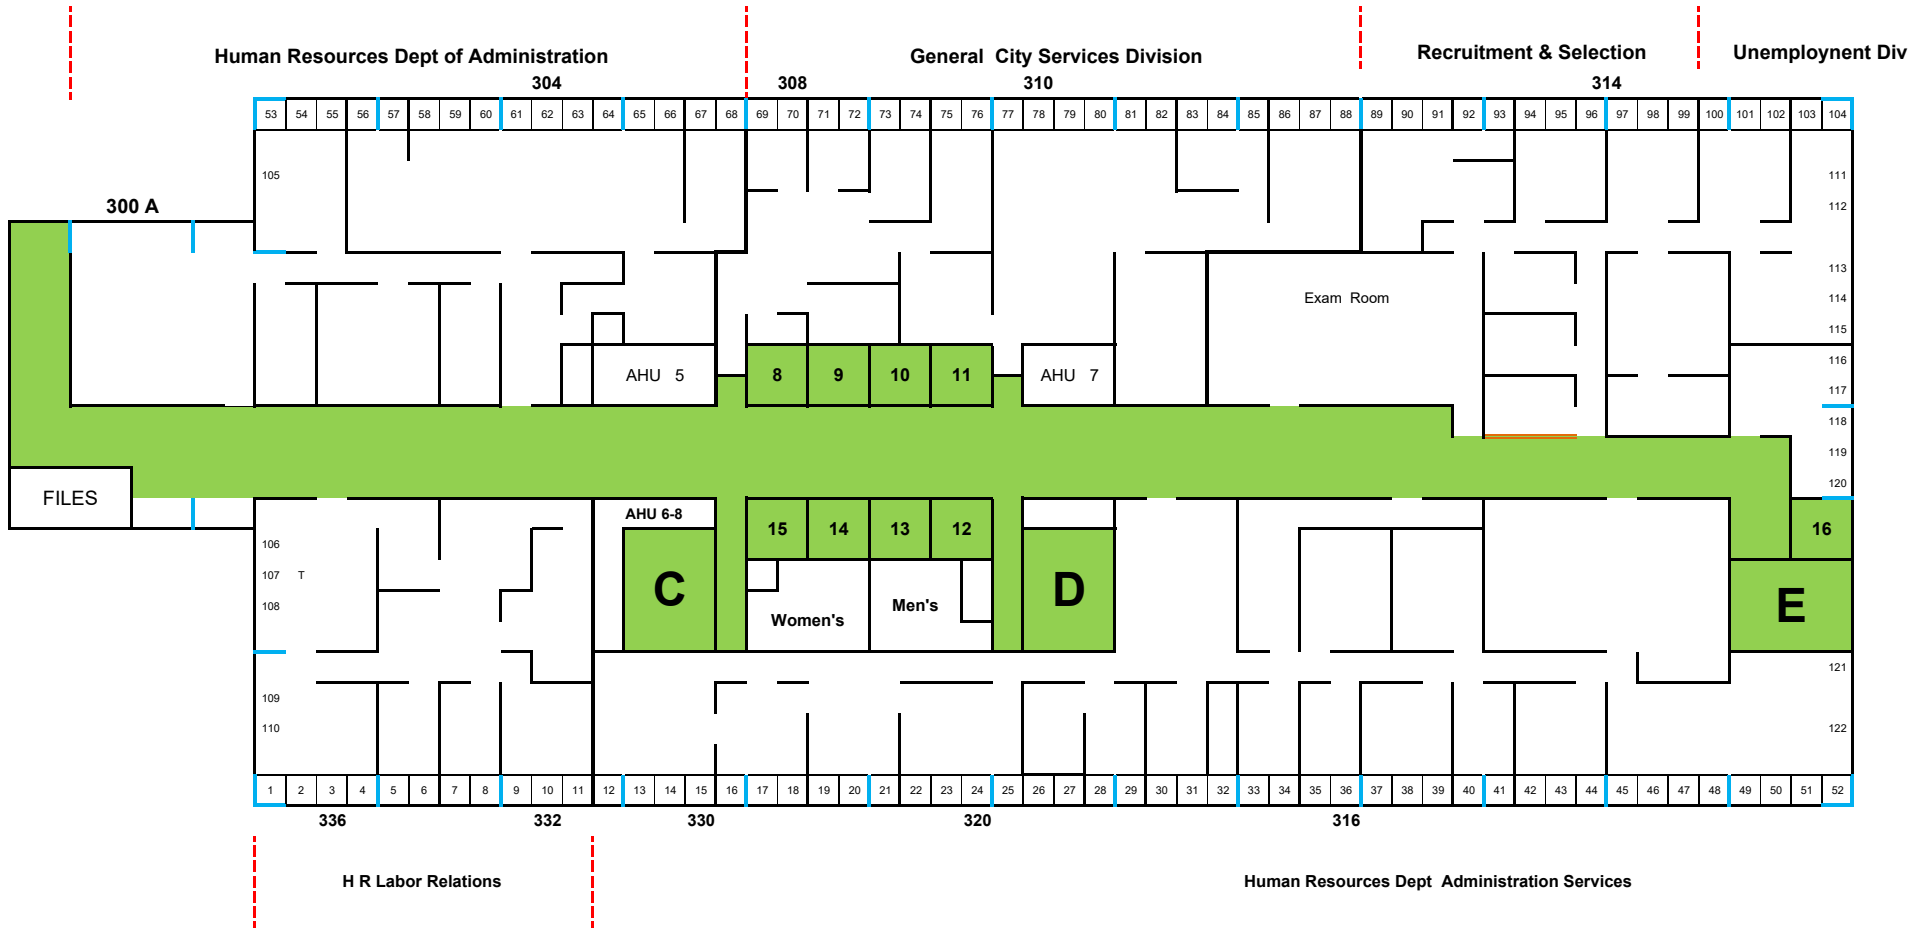 Human Resources Dept of Administration
General City Services Division
Recruitment & Selection
Unemploynent Div
304
308
310
314
53 54 55 56 57 58 59 60 61 62 63 64 65 66 67 68 69 70 71 72 73 74 75 76 77 78 79 80 81 82 83 84 85 86 87 88 89 90 91 92 93 94 95 96 97 98 99 100 101 102 103 104
105
111
300 A
112
113
Exam Room
114
115
116
AHU 5
8
9
10
11
AHU 7
117
118
119
120
FILES
AHU 6-8
15
14
13
12
16
106
107 T
108
C
D
E
Women's
Men's
121
109
110
122
1 2 3 4 5 6 7 8 9 10 11 12 13 14 15 16 17 18 19 20 21 22 23 24 25 26 27 28 29 30 31 32 33 34 35 36 37 38 39 40 41 42 43 44 45 46 47 48 49 50 51 52
336
332
330
320
316
H R Labor Relations
Human Resources Dept Administration Services